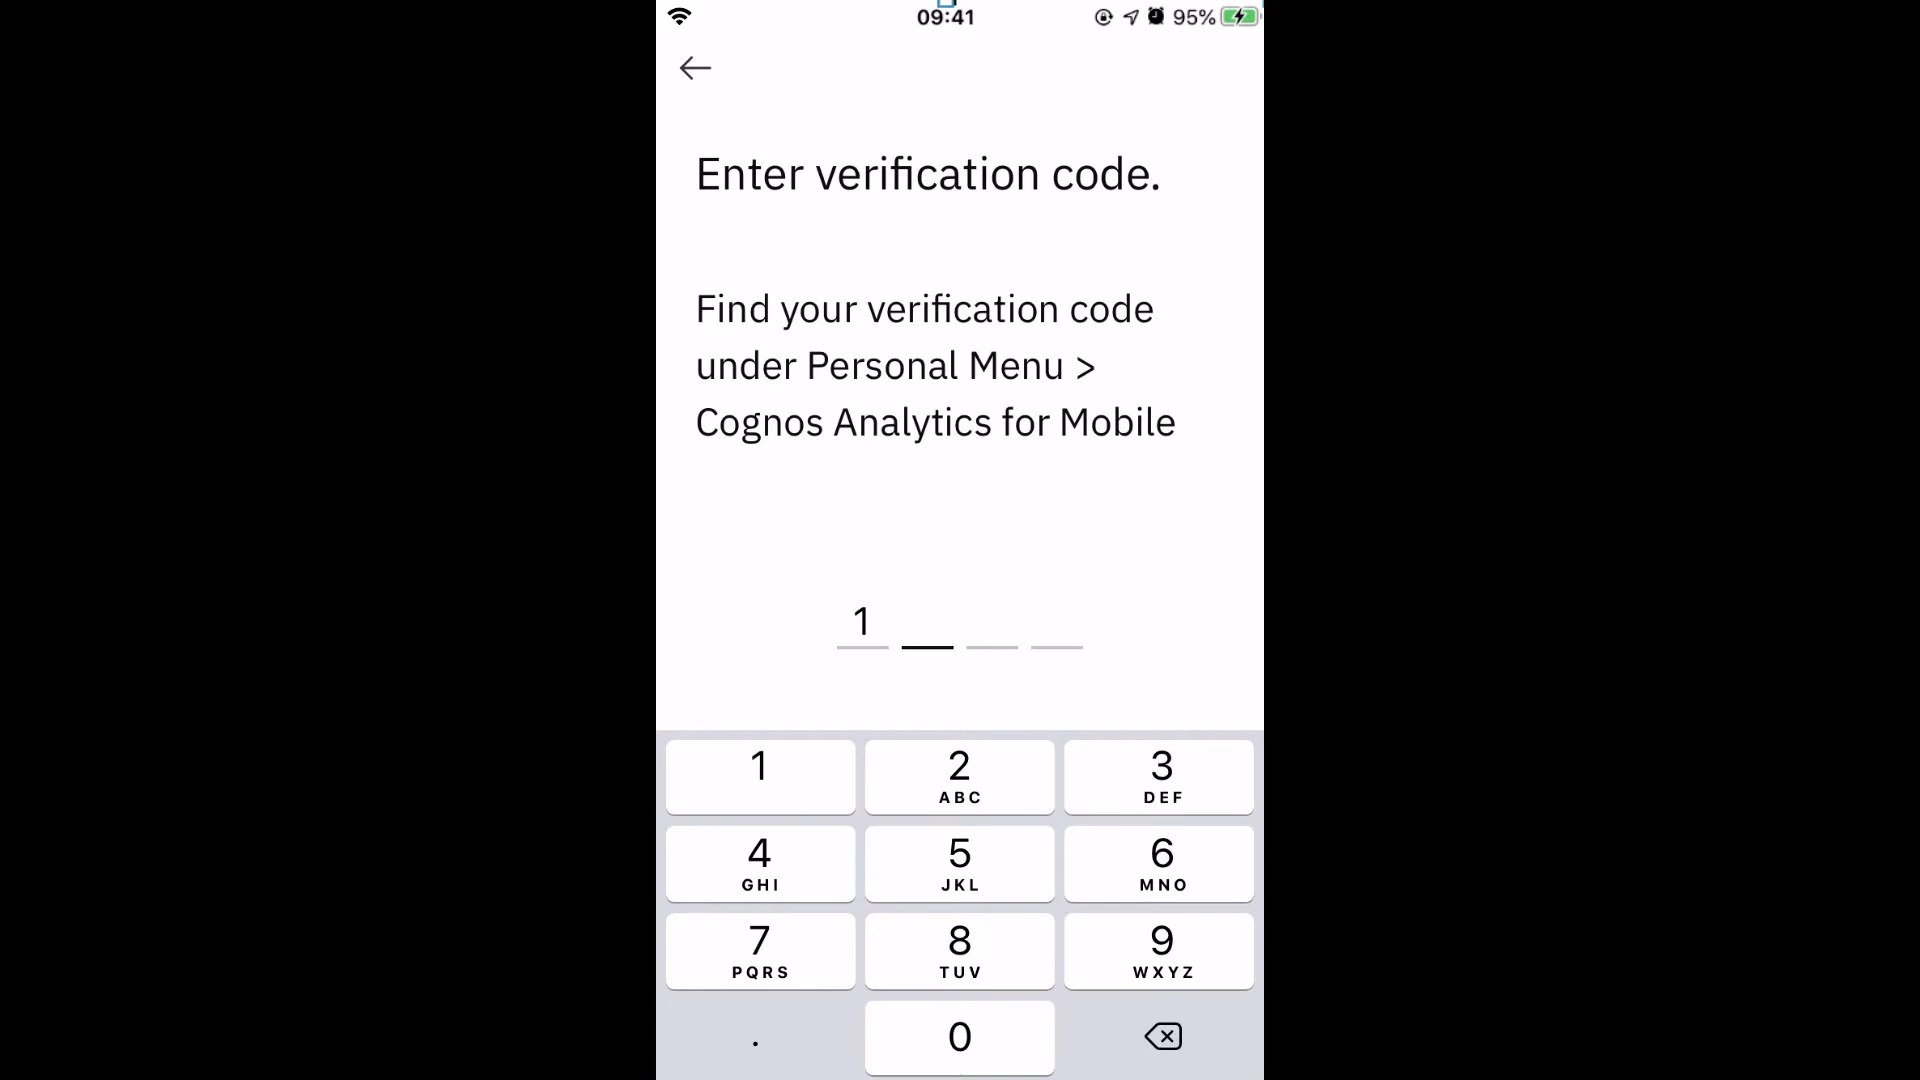 09:41
95%
Enter verification code.
Find your verification code
under Personal Menu >
Cognos Analytics for Mobile
1
1 2 3
ABC DEF
4 5 6
GHI JKL MNO
7 8 9
PQRS TUV WXYZ
. 0